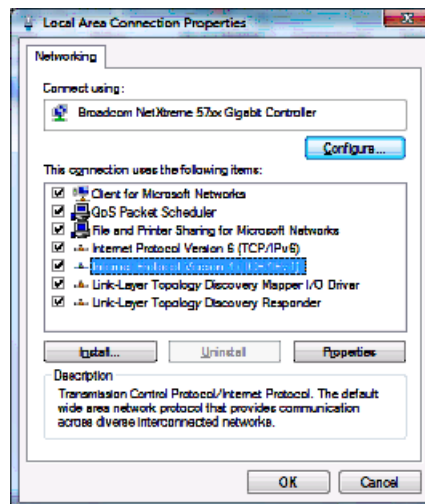 Local Area Connection Properties
Networking
Connect using:
Broadcom NetXtreme 57xx Gigabit Controller
Configure...
This connection uses the following items:
Client for Microsoft Networks
QoS Packet Scheduler
File and Printer Sharing for Microsoft Networks
Internet Protocol Version 6 (TCP/IPv6)
Internet Protocol Version
Link-Layer Topology Discovery Mapper I/O Driver
Link-Layer Topology Discovery Responder
Install...
Uninstall
Properties
Description
Transmission Control Protocol/Internet Protocol. The default
wide area network protocol that provides communication
across diverse interconnected networks.
OK
Cancel